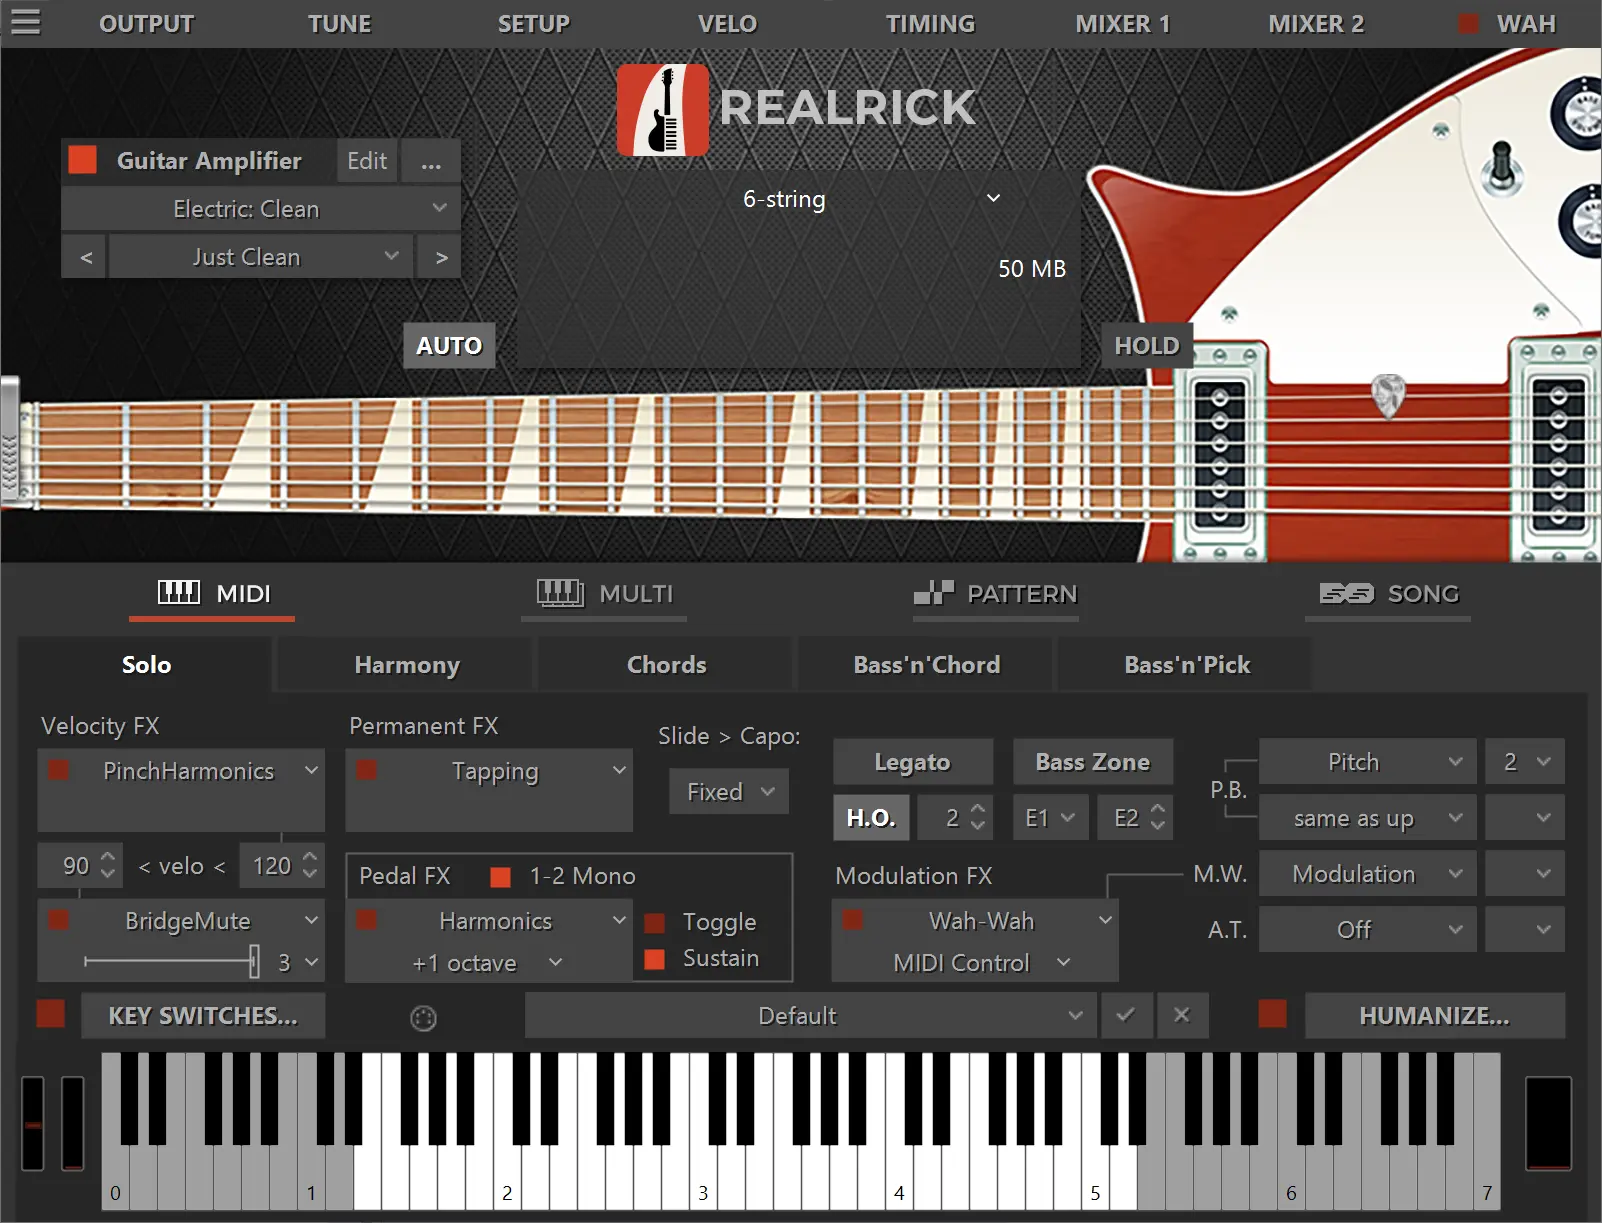 OUTPUT TUNE SETUP VELO TIMING MIXER 1 MIXER 2 WAH
REALRICK
Guitar Amplifier Edit ...
Electric: Clean
< Just Clean >
6-string
50 MB
AUTO
HOLD
MIDI MULTI PATTERN SONG
Solo Harmony Chords Bass'n'Chord Bass'n'Pick
Velocity FX
PinchHarmonics
90 < velo < 120
BridgeMute
3
Permanent FX
Tapping
Slide > Capo:
Fixed
Pedal FX 1-2 Mono
Harmonics
+1 octave
Toggle
Sustain
Legato Bass Zone
H.O. 2 E1 E2
Modulation FX
Wah-Wah
MIDI Control
P.B. Pitch 2
same as up
M.W. Modulation
A.T. Off
KEY SWITCHES... Default HUMANIZE...
0 1 2 3 4 5 6 7